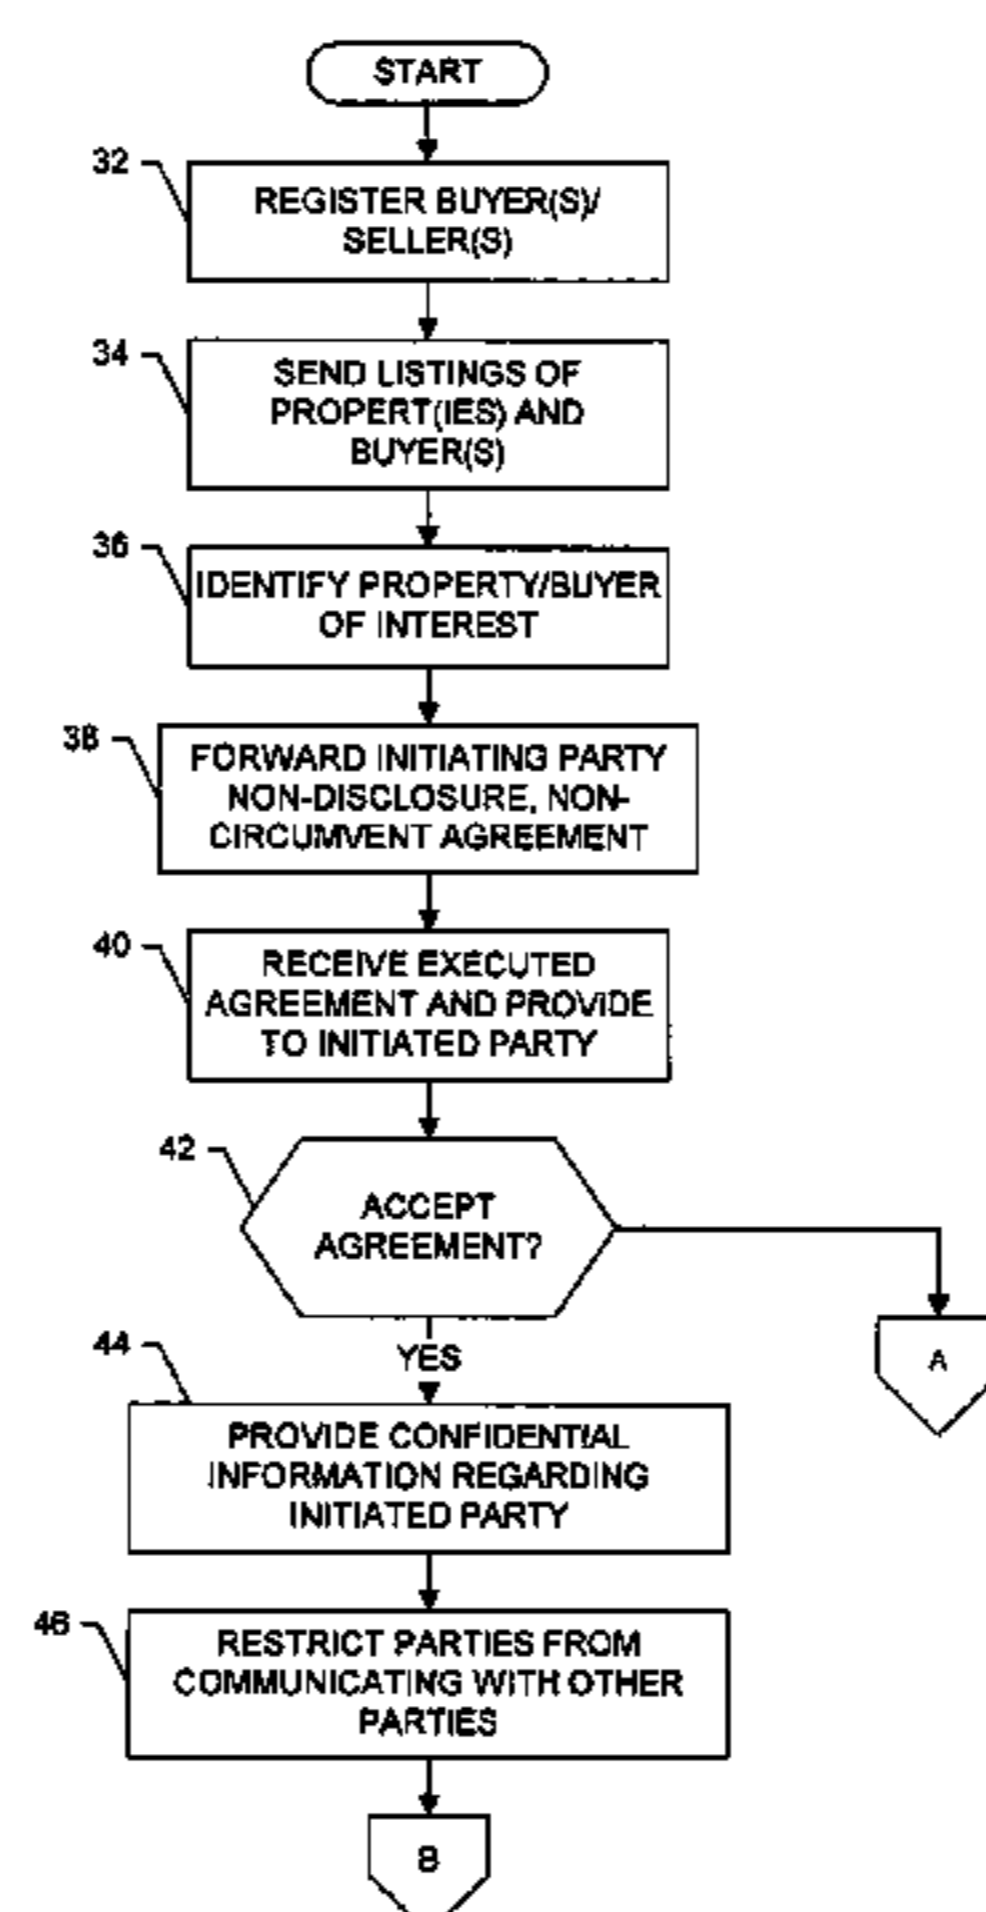 START
32
REGISTER BUYER(S)/
SELLER(S)
34
SEND LISTINGS OF
PROPERT(IES) AND
BUYER(S)
36
IDENTIFY PROPERTY/BUYER
OF INTEREST
38
FORWARD INITIATING PARTY
NON-DISCLOSURE, NON-
CIRCUMVENT AGREEMENT
40
RECEIVE EXECUTED
AGREEMENT AND PROVIDE
TO INITIATED PARTY
42
ACCEPT
AGREEMENT?
A
YES
44
PROVIDE CONFIDENTIAL
INFORMATION REGARDING
INITIATED PARTY
46
RESTRICT PARTIES FROM
COMMUNICATING WITH OTHER
PARTIES
B